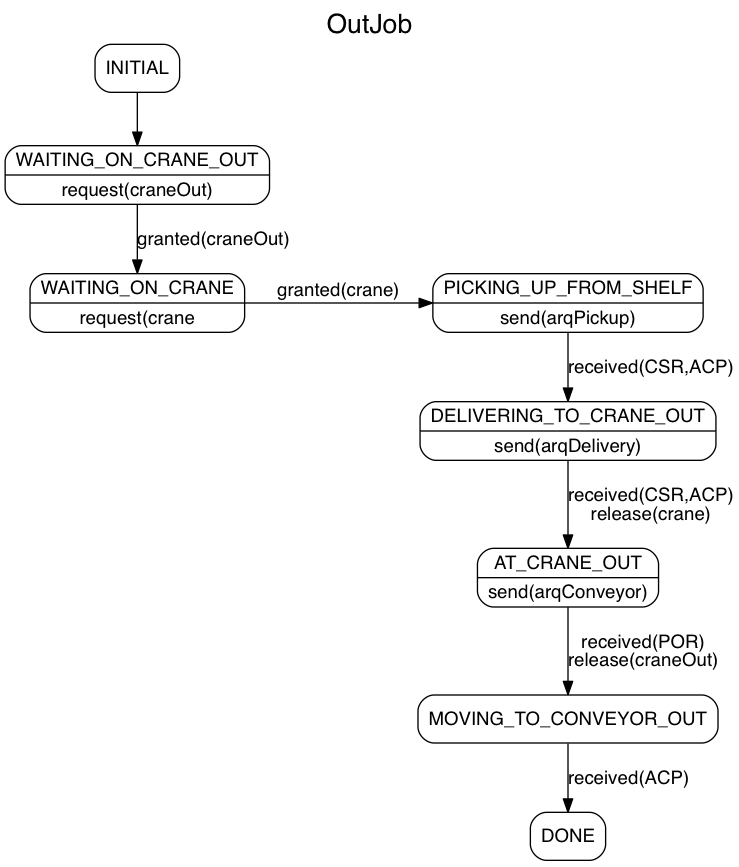 OutJob
INITIAL
WAITING_ON_CRANE_OUT
request(craneOut)
granted(craneOut)
WAITING_ON_CRANE
request(crane
granted(crane)
PICKING_UP_FROM_SHELF
send(arqPickup)
received(CSR,ACP)
DELIVERING_TO_CRANE_OUT
send(arqDelivery)
received(CSR,ACP)
release(crane)
AT_CRANE_OUT
send(arqConveyor)
received(POR)
release(craneOut)
MOVING_TO_CONVEYOR_OUT
received(ACP)
DONE